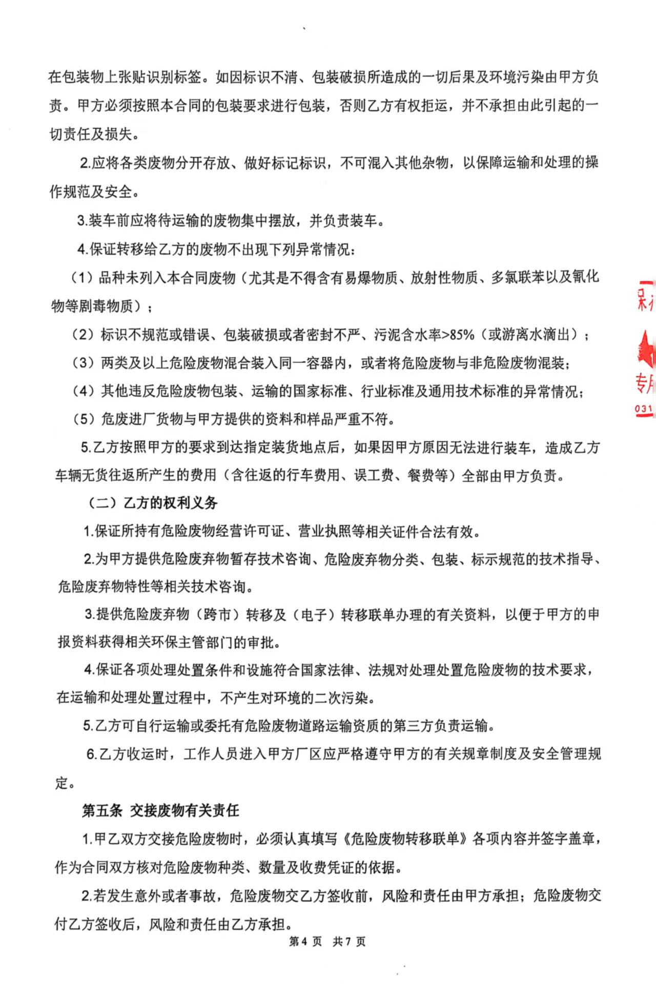 在包装物上张贴识别标签。如因标识不清、包装破损所造成的一切后果及环境污染由甲方负
责。甲方必须按照本合同的包装要求进行包装，否则乙方有权拒运，并不承担由此引起的一
切责任及损失。
2.应将各类废物分开存放、做好标记标识，不可混入其他杂物，以保障运输和处理的操
作规范及安全。
3.装车前应将待运输的废物集中摆放，并负责装车。
4.保证转移给乙方的废物不出现下列异常情况：
（1）品种未列入本合同废物（尤其是不得含有易爆物质、放射性物质、多氯联苯以及氰化
物等剧毒物质）；
（2）标识不规范或错误、包装破损或者密封不严、污泥含水率>85%（或游离水滴出）；
（3）两类及以上危险废物混合装入同一容器内，或者将危险废物与非危险废物混装；
（4）其他违反危险废物包装、运输的国家标准、行业标准及通用技术标准的异常情况；
（5）危废进厂货物与甲方提供的资料和样品严重不符。
5.乙方按照甲方的要求到达指定装货地点后，如果因甲方原因无法进行装车，造成乙方
车辆无货往返所产生的费用（含往返的行车费用、误工费、餐费等）全部由甲方负责。
（二）乙方的权利义务
1.保证所持有危险废物经营许可证、营业执照等相关证件合法有效。
2.为甲方提供危险废弃物暂存技术咨询、危险废弃物分类、包装、标示规范的技术指导、
危险废弃物特性等相关技术咨询。
3.提供危险废弃物（跨市）转移及（电子）转移联单办理的有关资料，以便于甲方的申
报资料获得相关环保主管部门的审批。
4.保证各项处理处置条件和设施符合国家法律、法规对处理处置危险废物的技术要求，
在运输和处理处置过程中，不产生对环境的二次污染。
5.乙方可自行运输或委托有危险废物道路运输资质的第三方负责运输。
6.乙方收运时，工作人员进入甲方厂区应严格遵守甲方的有关规章制度及安全管理规
定。
第五条 交接废物有关责任
1.甲乙双方交接危险废物时，必须认真填写《危险废物转移联单》各项内容并签字盖章，
作为合同双方核对危险废物种类、数量及收费凭证的依据。
2.若发生意外或者事故，危险废物交乙方签收前，风险和责任由甲方承担；危险废物交
付乙方签收后，风险和责任由乙方承担。
第 4 页 共 7 页
专用
031